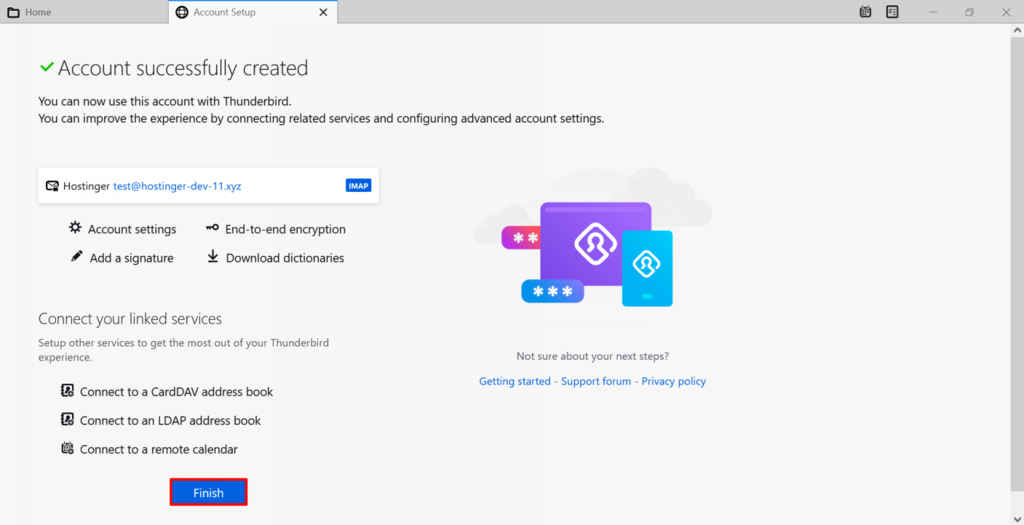 Home
Account Setup
Account successfully created
You can now use this account with Thunderbird.
You can improve the experience by connecting related services and configuring advanced account settings.
Hostinger test@hostinger-dev-11.xyz IMAP
Account settings
End-to-end encryption
Add a signature
Download dictionaries
Connect your linked services
Setup other services to get the most out of your Thunderbird
experience.
Connect to a CardDAV address book
Connect to an LDAP address book
Connect to a remote calendar
Finish
** 
***
Not sure about your next steps?
Getting started - Support forum - Privacy policy